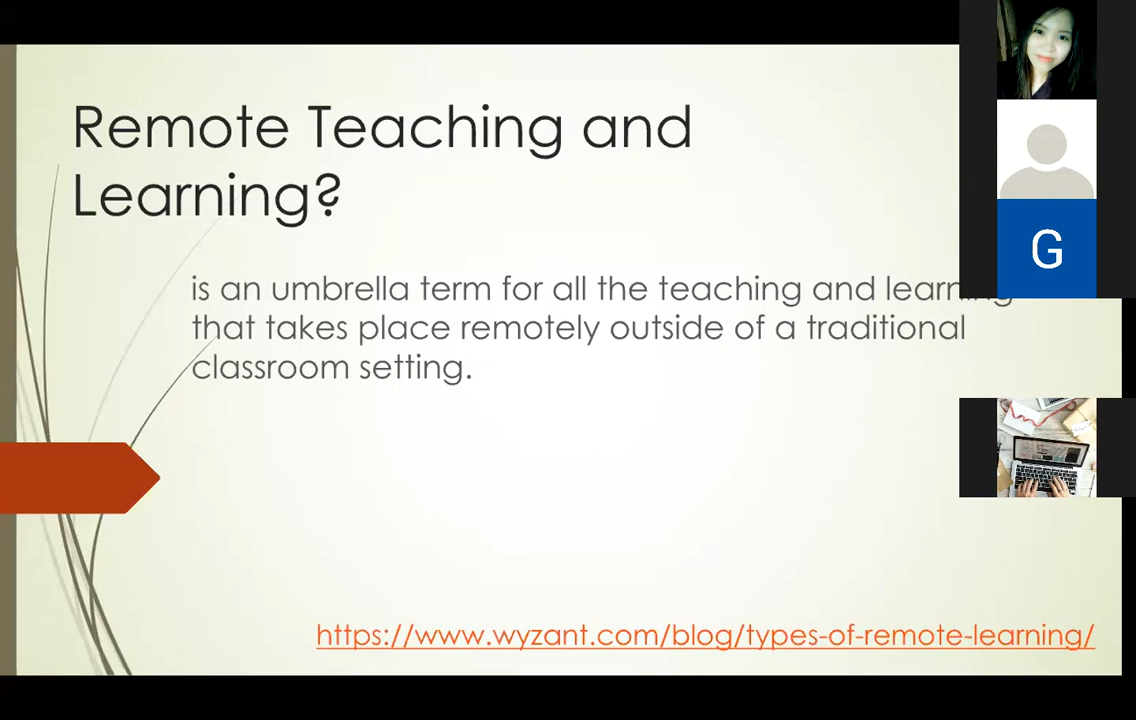 Remote Teaching and
Learning?
is an umbrella term for all the teaching and learning
that takes place remotely outside of a traditional
classroom setting.
https://www.wyzant.com/blog/types-of-remote-learning/
G